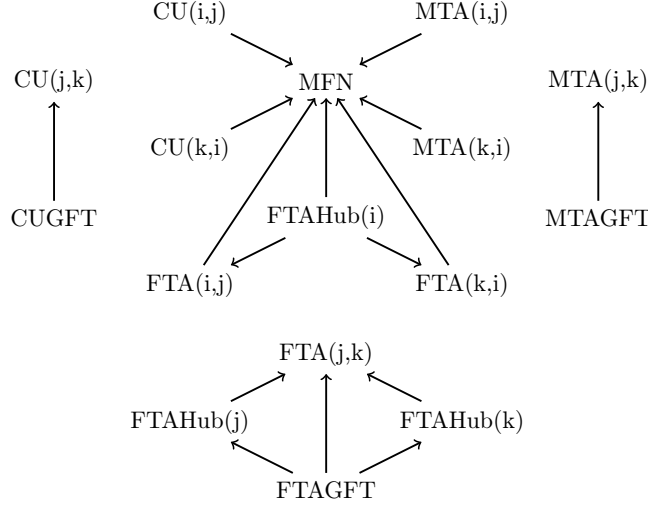 CU(i,j) MTA(i,j)
CU(j,k) MFN MTA(j,k)
CU(k,i) MTA(k,i)
CUGFT FTAHub(i) MTAGFT
FTA(i,j) FTA(k,i)
FTA(j,k)
FTAHub(j) FTAHub(k)
FTAGFT